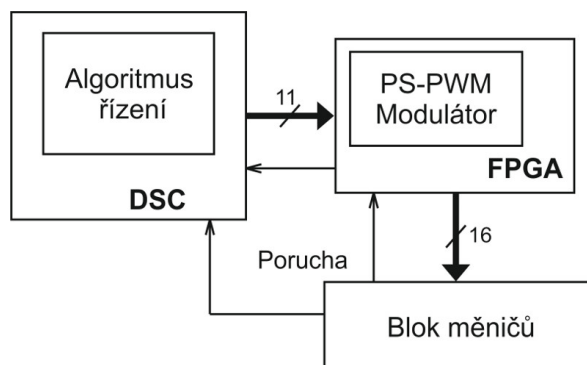 Algoritmus
řízení
DSC
11
PS-PWM
Modulátor
FPGA
16
Porucha
Blok měničů